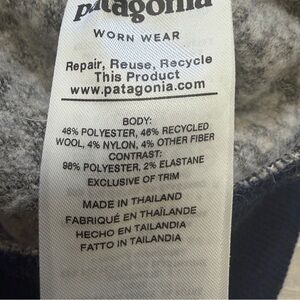 patagonia
WORN WEAR
Repair, Reuse, Recycle
This Product
www.patagonia.com
BODY:
46% POLYESTER, 46% RECYCLED
WOOL, 4% NYLON, 4% OTHER FIBER
CONTRAST:
98% POLYESTER, 2% ELASTANE
EXCLUSIVE OF TRIM
MADE IN THAILAND
FABRIQUÉ EN THAÏLANDE
HECHO EN TAILANDIA
FATTO IN TAILANDIA